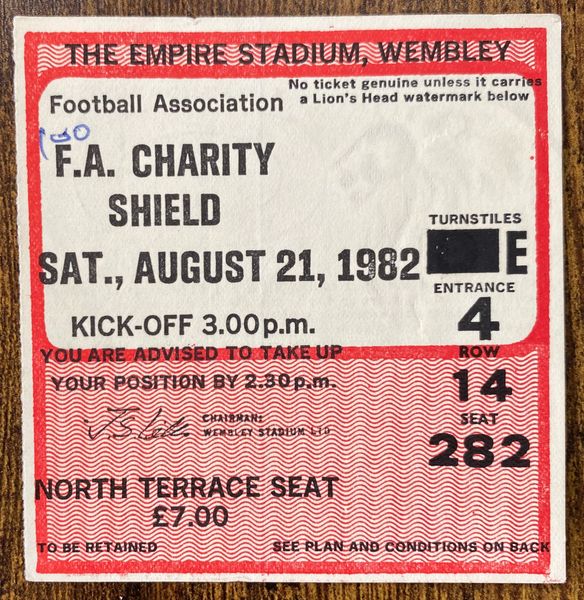 THE EMPIRE STADIUM, WEMBLEY
No ticket genuine unless it carries
a Lion's Head watermark below
Football Association
F.A. CHARITY
SHIELD
SAT., AUGUST 21, 1982
KICK-OFF 3.00 p.m.
TURNSTILES
E
ENTRANCE
4
ROW
14
SEAT
282
YOU ARE ADVISED TO TAKE UP
YOUR POSITION BY 2.30 p.m.
CHAIRMAN:
WEMBLEY STADIUM LTD
NORTH TERRACE SEAT
£7.00
TO BE RETAINED
SEE PLAN AND CONDITIONS ON BACK